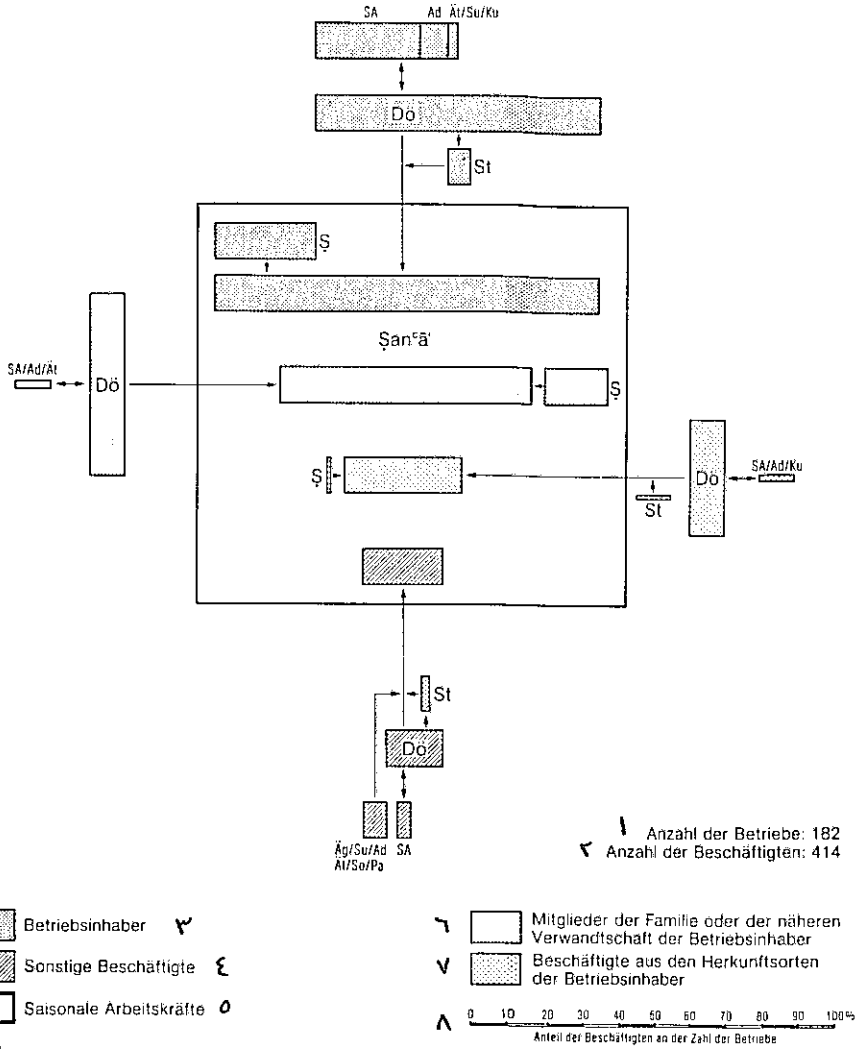 SA Ad Ät/Su/Ku
Dö
St
Ṣ
Ṣanʿāʾ
SA/Ad/Ät
Dö
Ṣ
Ṣ
Dö
SA/Ad/Ku
St
St
Dö
Äg/Su/Ad SA
Ät/So/Pa
١ Anzahl der Betriebe: 182
٢ Anzahl der Beschäftigten: 414
Betriebsinhaber ٣
Sonstige Beschäftigte ٤
Saisonale Arbeitskräfte ٥
٦ Mitglieder der Familie oder der näheren
Verwandtschaft der Betriebsinhaber
٧ Beschäftigte aus den Herkunftsorten
der Betriebsinhaber
٨ 0 10 20 30 40 50 60 70 80 90 100%
Anteil der Beschäftigten an der Zahl der Betriebe